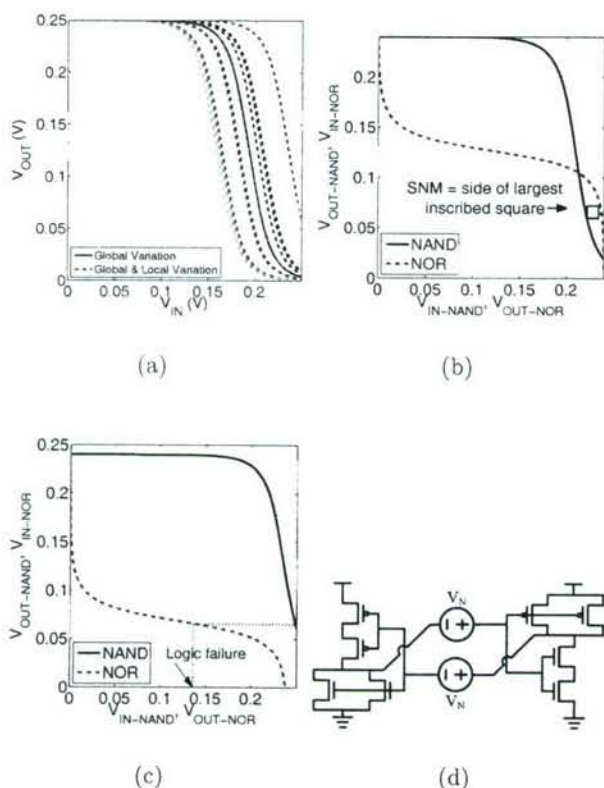 0.25
0.2
0.15
0.1
0.05
0
V_OUT (V)
Global Variation
Global & Local Variation
0 0.05 0.1 0.15 0.2
V_IN (V)
(a)
0.2
0.15
0.1
0.05
0
V_OUT-NAND, V_IN-NOR
SNM = side of largest
inscribed square
NAND
NOR
0 0.05 0.1 0.15 0.2
V_IN-NAND, V_OUT-NOR
(b)
0.25
0.2
0.15
0.1
0.05
0
V_OUT-NAND, V_IN-NOR
NAND
NOR
Logic failure
0 0.05 0.1 0.15 0.2
V_IN-NAND, V_OUT-NOR
(c)
V_N
V_N
(d)